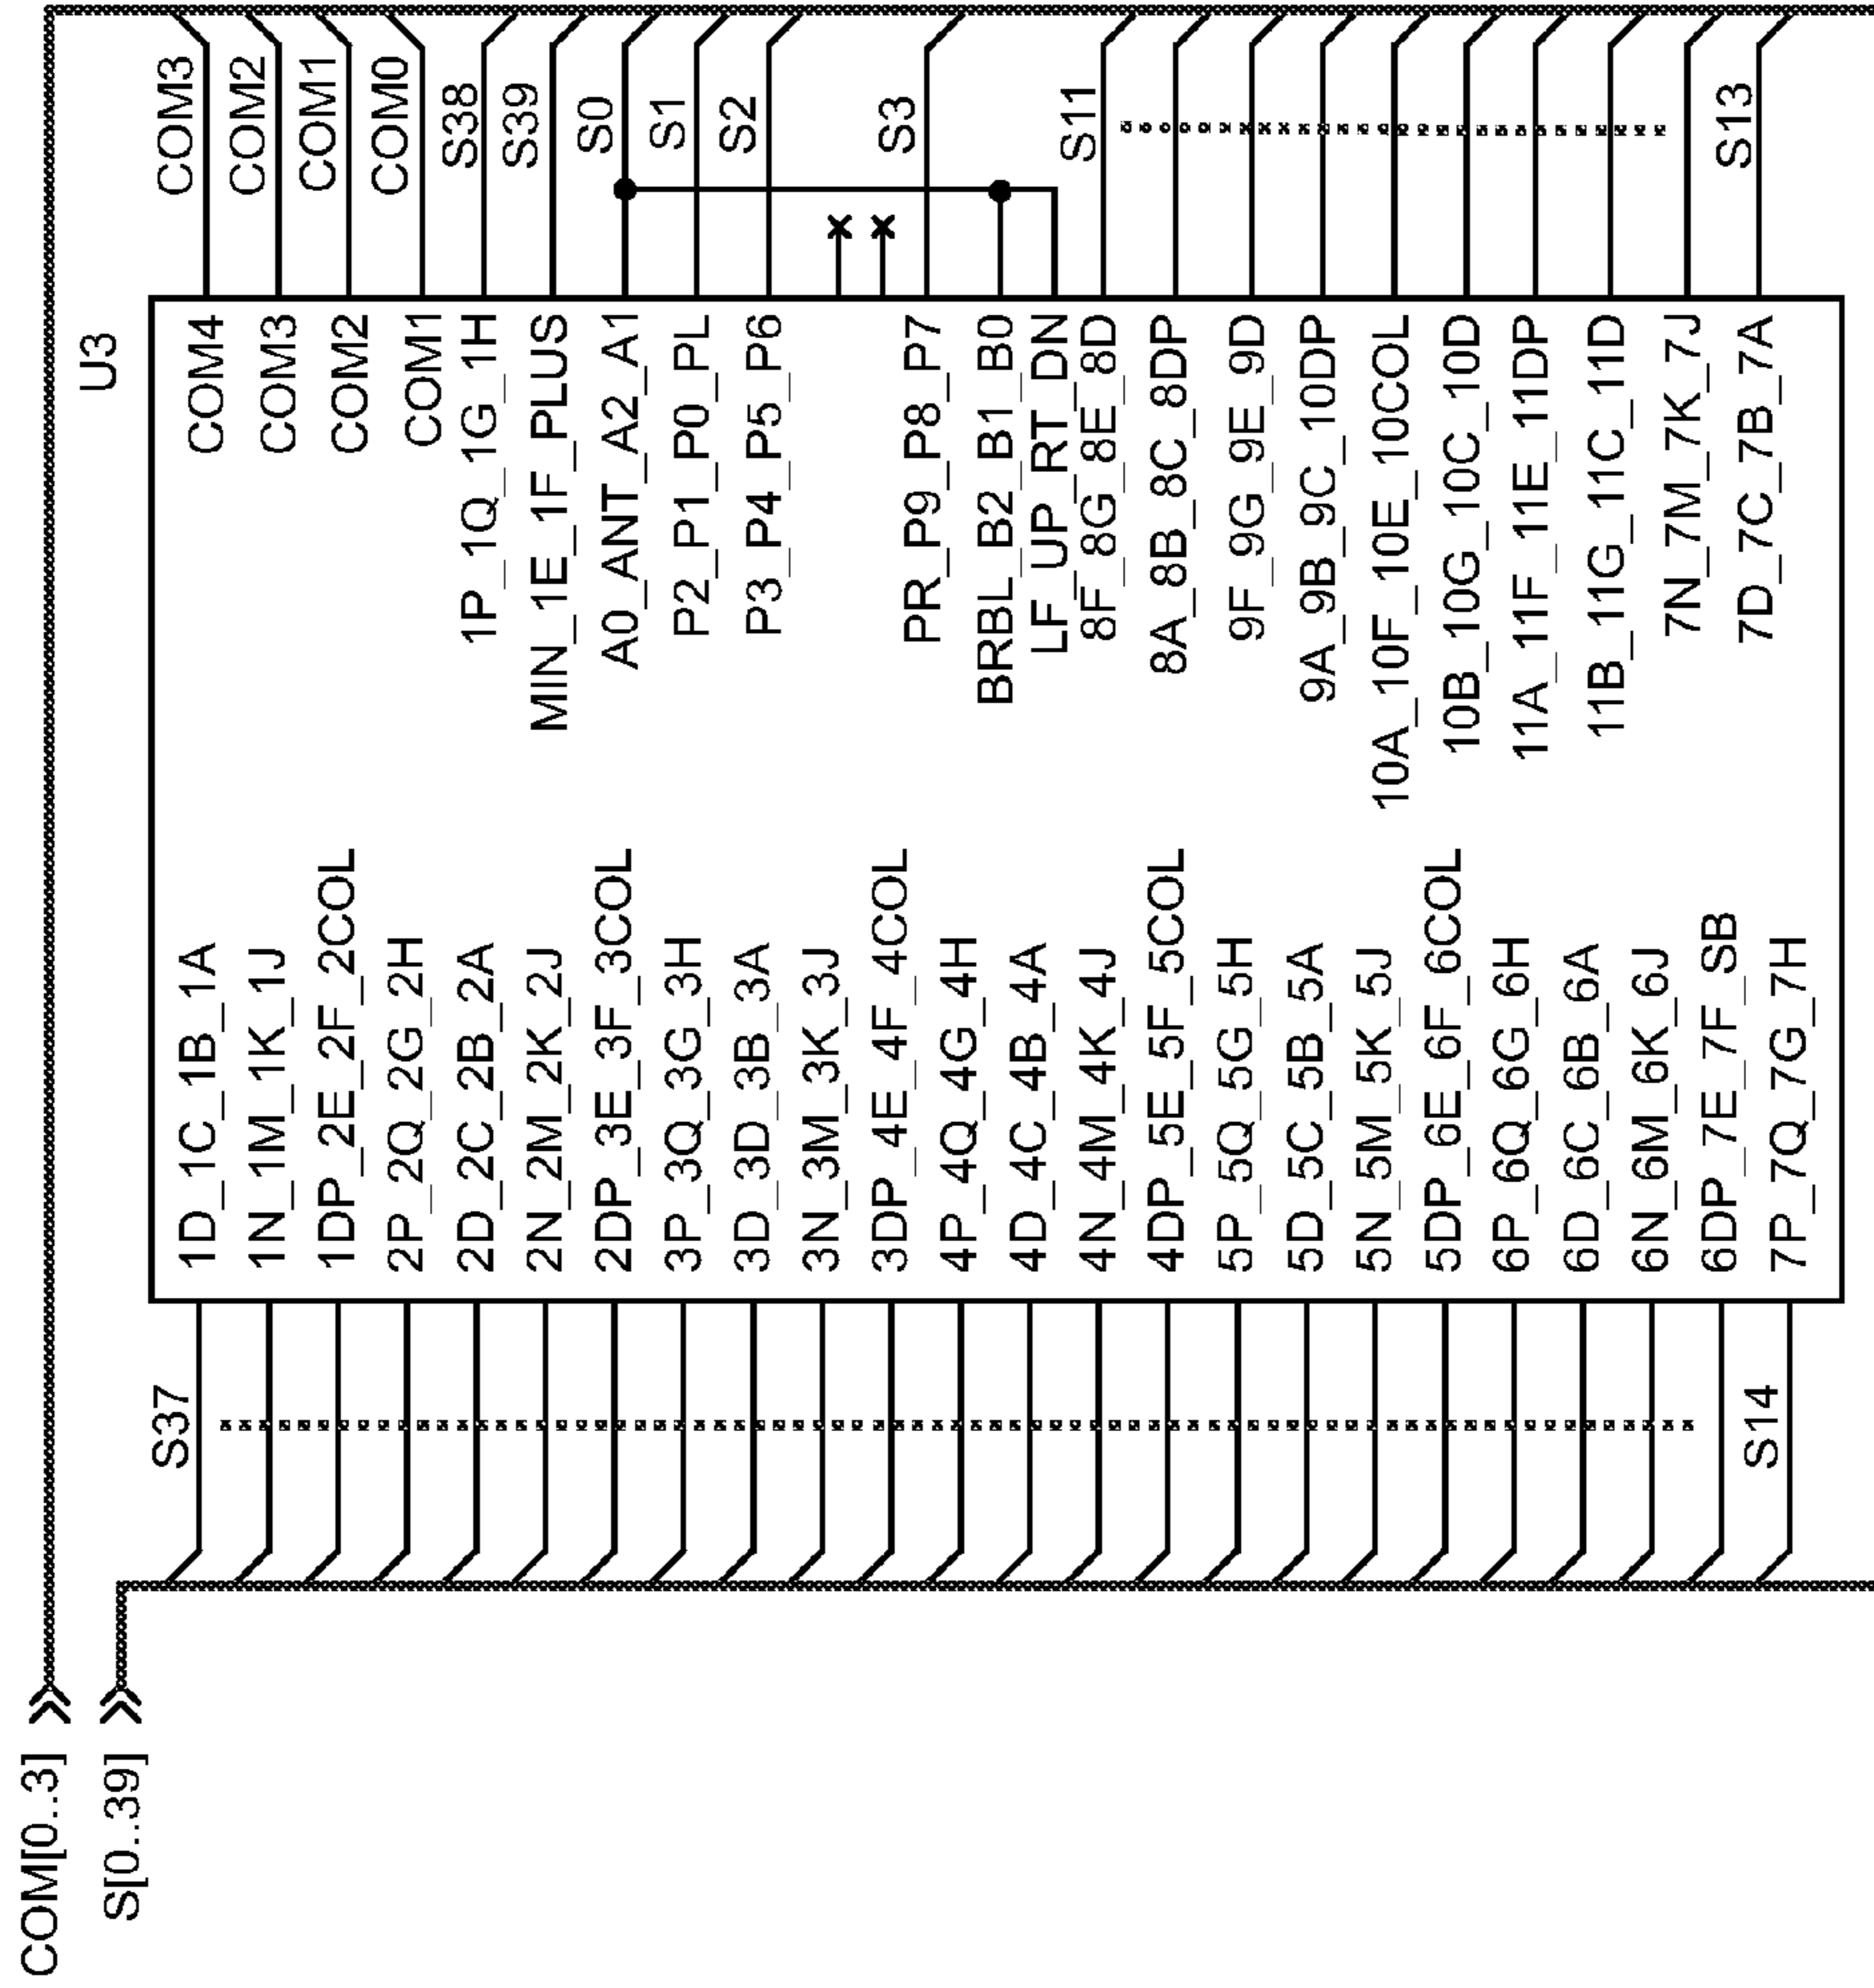 COM[0..3]
S[0..39]
U3
S37
S14
1D_1C_1B_1A
1N_1M_1K_1J
1DP_2E_2F_2COL
2P_2Q_2G_2H
2D_2C_2B_2A
2N_2M_2K_2J
2DP_3E_3F_3COL
3P_3Q_3G_3H
3D_3D_3B_3A
3N_3M_3K_3J
3DP_4E_4F_4COL
4P_4Q_4G_4H
4D_4C_4B_4A
4N_4M_4K_4J
4DP_5E_5F_5COL
5P_5Q_5G_5H
5D_5C_5B_5A
5N_5M_5K_5J
5DP_6E_6F_6COL
6P_6Q_6G_6H
6D_6C_6B_6A
6N_6M_6K_6J
6DP_7E_7F_SB
7P_7Q_7G_7H
COM4
COM3
COM2
COM1
1P_1Q_1G_1H
MIN_1E_1F_PLUS
A0_ANT_A2_A1
P2_P1_P0_PL
P3_P4_P5_P6
PR_P9_P8_P7
BRBL_B2_B1_B0
LF_UP_RT_DN
8F_8G_8E_8D
8A_8B_8C_8DP
9F_9G_9E_9D
9A_9B_9C_10DP
10A_10F_10E_10COL
10B_10G_10C_10D
11A_11F_11E_11DP
11B_11G_11C_11D
7N_7M_7K_7J
7D_7C_7B_7A
COM3
COM2
COM1
COM0
S38
S39
S0
S1
S2
S3
S11
S13